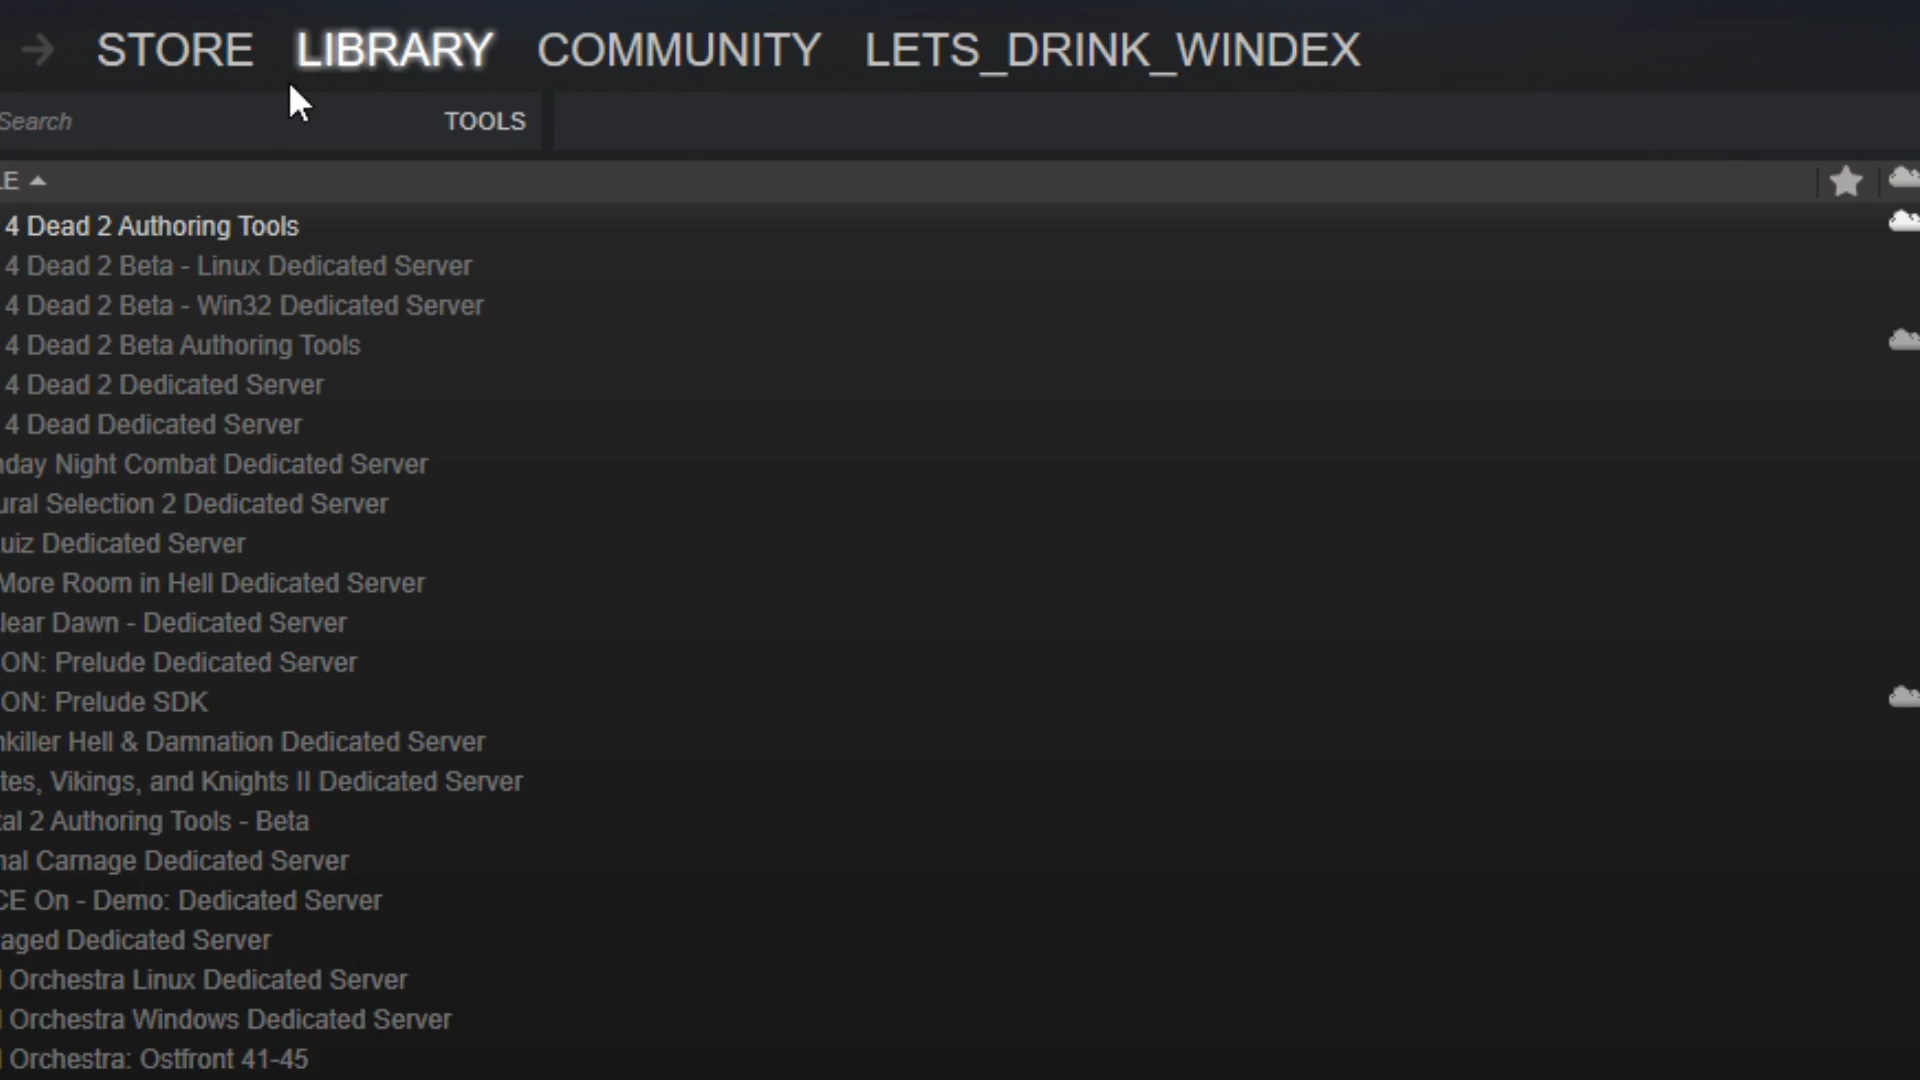 STORE LIBRARY COMMUNITY LETS_DRINK_WINDEX
Search TOOLS
LE
4 Dead 2 Authoring Tools
4 Dead 2 Beta - Linux Dedicated Server
4 Dead 2 Beta - Win32 Dedicated Server
4 Dead 2 Beta Authoring Tools
4 Dead 2 Dedicated Server
4 Dead Dedicated Server
nday Night Combat Dedicated Server
ural Selection 2 Dedicated Server
uiz Dedicated Server
More Room in Hell Dedicated Server
lear Dawn - Dedicated Server
ON: Prelude Dedicated Server
ON: Prelude SDK
nkiller Hell & Damnation Dedicated Server
tes, Vikings, and Knights II Dedicated Server
tal 2 Authoring Tools - Beta
nal Carnage Dedicated Server
CE On - Demo: Dedicated Server
aged Dedicated Server
Orchestra Linux Dedicated Server
Orchestra Windows Dedicated Server
Orchestra: Ostfront 41-45